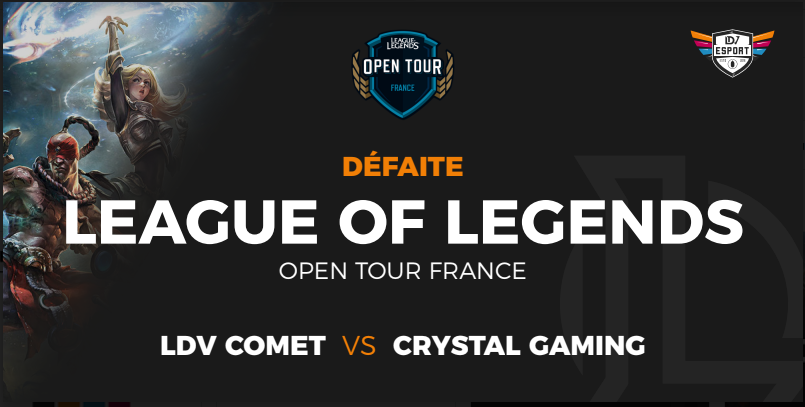 LEAGUE OF
LEGENDS
OPEN TOUR
FRANCE
LDV
ESPORT
DÉFAITE
LEAGUE OF LEGENDS
OPEN TOUR FRANCE
LDV COMET VS CRYSTAL GAMING